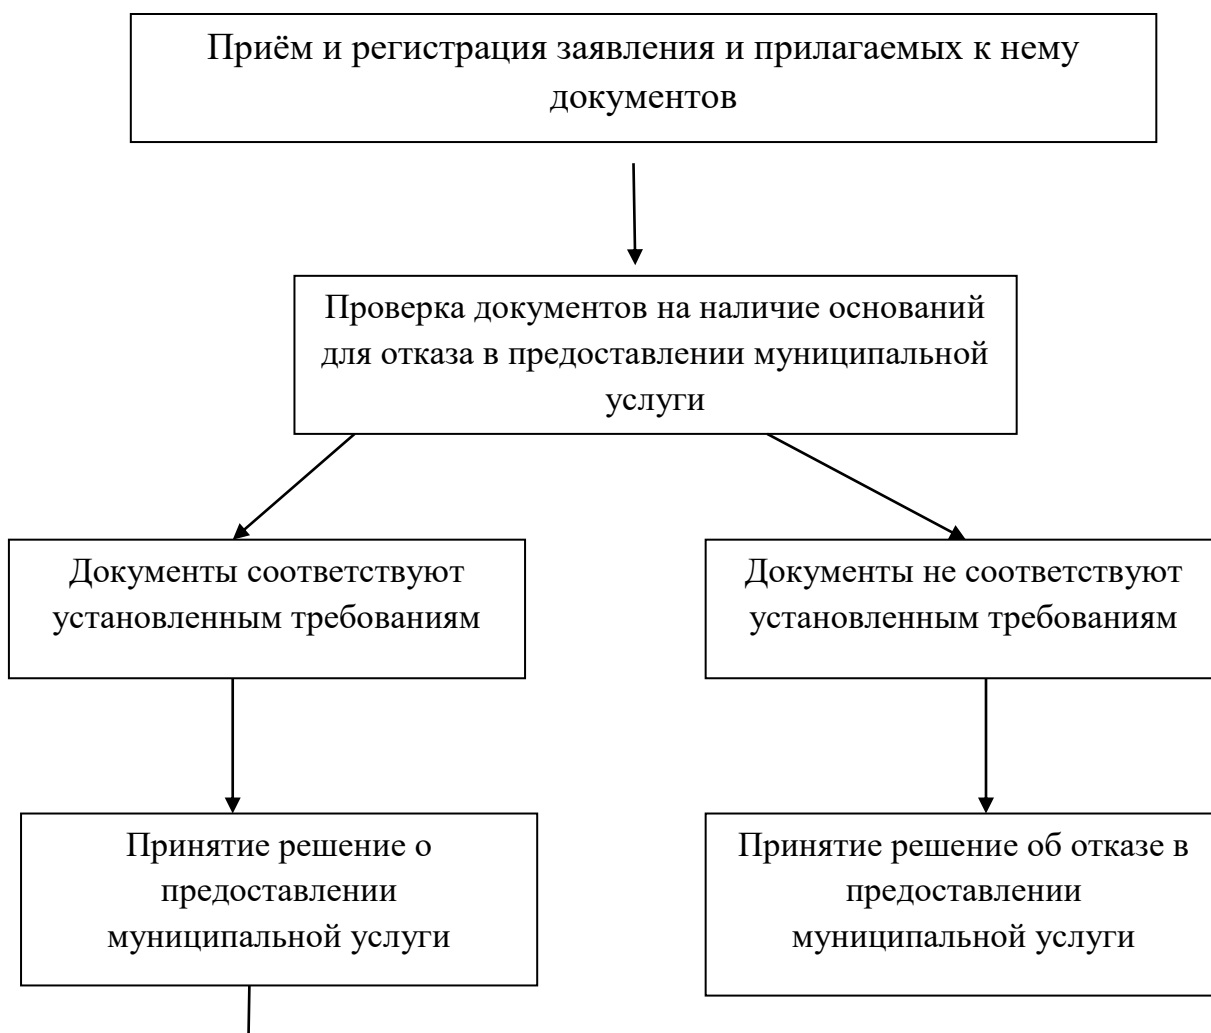 Приём и регистрация заявления и прилагаемых к нему
документов
Проверка документов на наличие оснований
для отказа в предоставлении муниципальной
услуги
Документы соответствуют
установленным требованиям
Документы не соответствуют
установленным требованиям
Принятие решение о
предоставлении
муниципальной услуги
Принятие решение об отказе в
предоставлении
муниципальной услуги